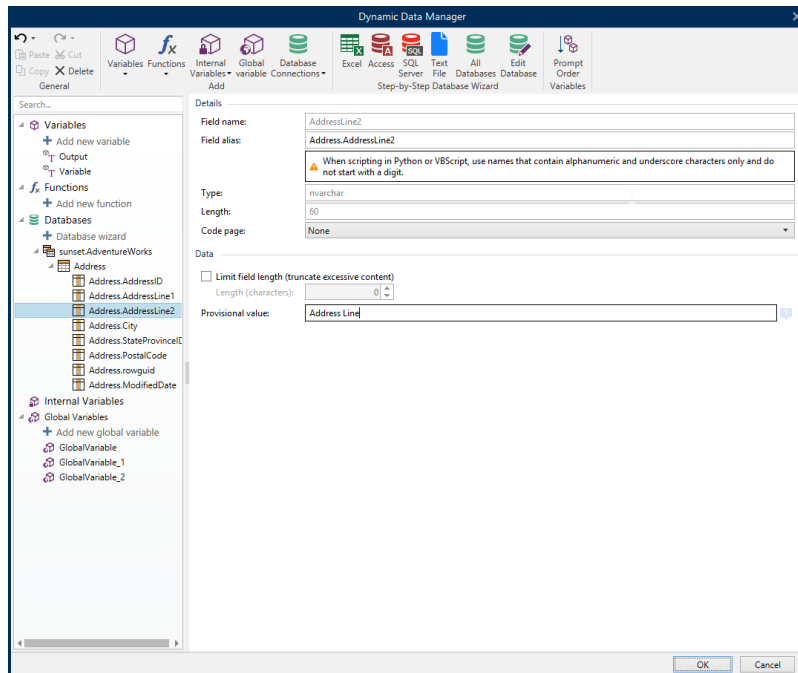 Dynamic Data Manager
Paste Cut
Copy Delete
General
Variables Functions
Internal Variables
Global variable
Database Connections
Add
Excel Access SQL Server Text File All Databases Edit Database
Step-by-Step Database Wizard
Prompt Order
Variables
Search...
Variables
Add new variable
Output
Variable
Functions
Add new function
Databases
Database wizard
sunset.AdventureWorks
Address
Address.AddressID
Address.AddressLine1
Address.AddressLine2
Address.City
Address.StateProvinceID
Address.PostalCode
Address.rowguid
Address.ModifiedDate
Internal Variables
Global Variables
Add new global variable
GlobalVariable
GlobalVariable_1
GlobalVariable_2
Details
Field name: AddressLine2
Field alias: Address.AddressLine2
When scripting in Python or VBScript, use names that contain alphanumeric and underscore characters only and do
not start with a digit.
Type: nvarchar
Length: 60
Code page: None
Data
Limit field length (truncate excessive content)
Length (characters): 0
Provisional value: Address Line
OK Cancel